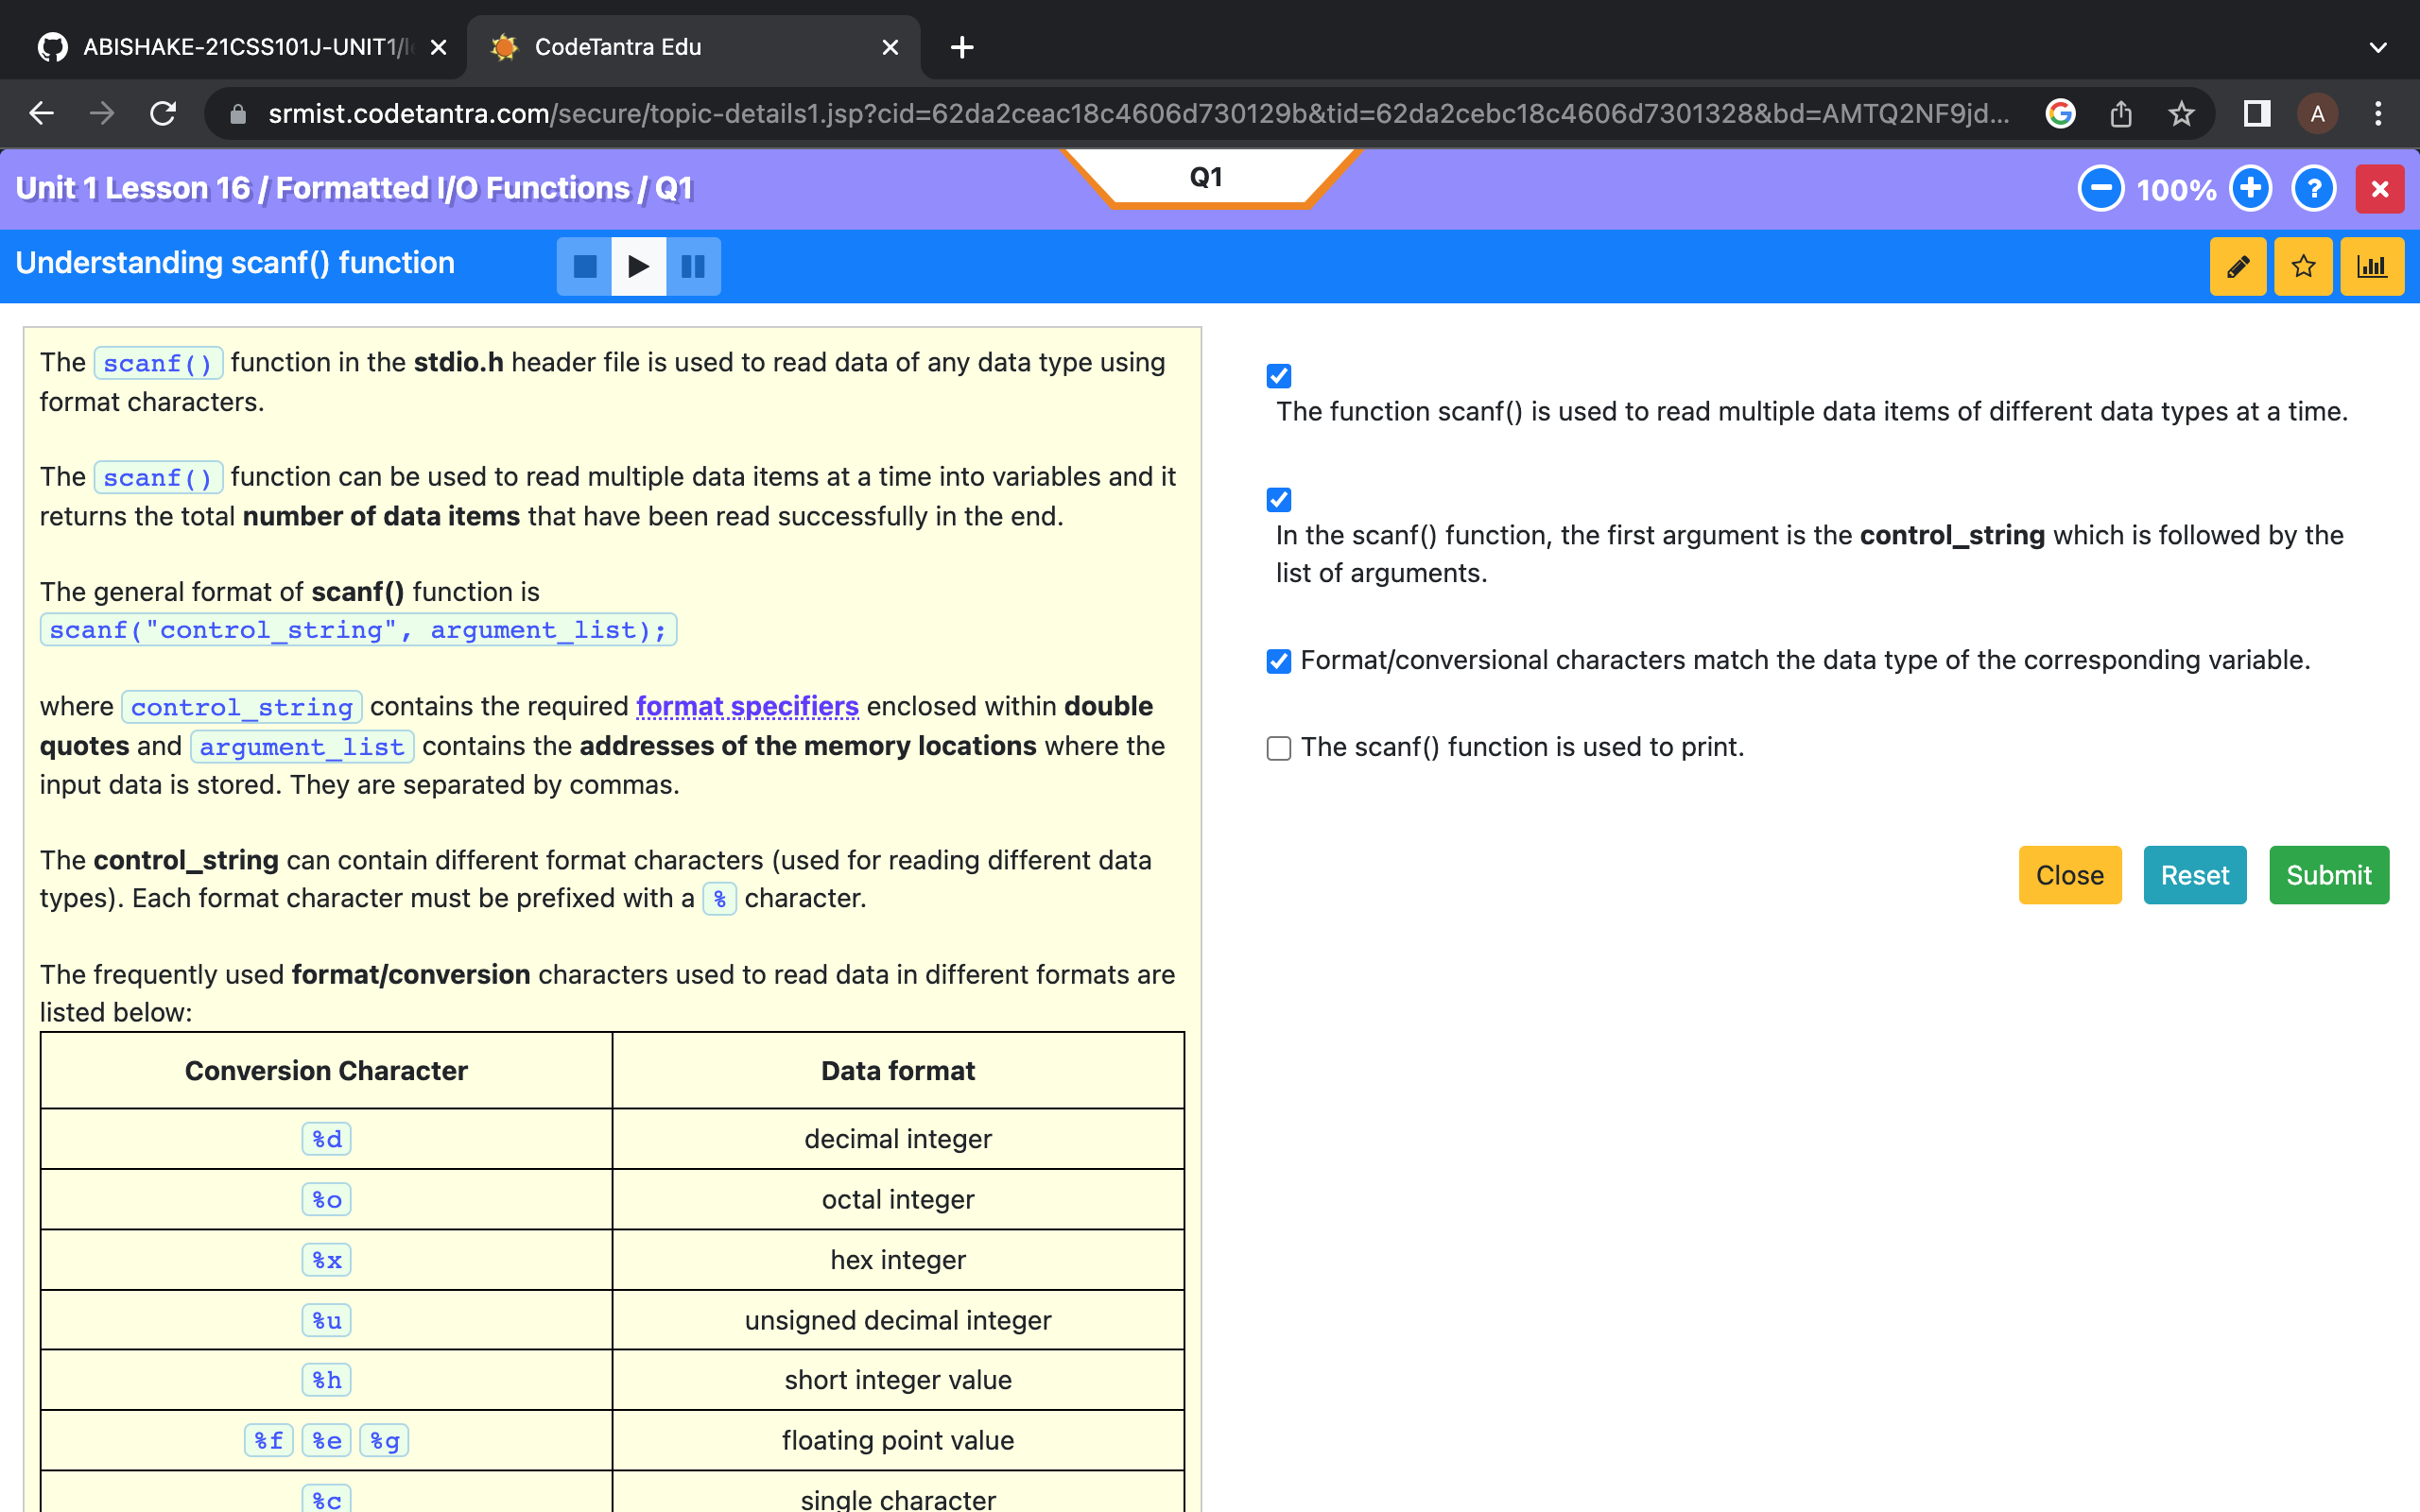 ABISHAKE-21CSS101J-UNIT1/
CodeTantra Edu
srmist.codetantra.com/secure/topic-details1.jsp?cid=62da2ceac18c4606d730129b&tid=62da2cebc18c4606d7301328&bd=AMTQ2NF9jd...
A
Unit 1 Lesson 16 / Formatted I/O Functions / Q1
Q1
100%
?
Understanding scanf() function
The scanf() function in the stdio.h header file is used to read data of any data type using
format characters.
The scanf() function can be used to read multiple data items at a time into variables and it
returns the total number of data items that have been read successfully in the end.
The general format of scanf() function is
scanf("control_string", argument_list);
where control_string contains the required format specifiers enclosed within double
quotes and argument_list contains the addresses of the memory locations where the
input data is stored. They are separated by commas.
The control_string can contain different format characters (used for reading different data
types). Each format character must be prefixed with a % character.
The frequently used format/conversion characters used to read data in different formats are
listed below:
Conversion Character Data format
%d decimal integer
%o octal integer
%x hex integer
%u unsigned decimal integer
%h short integer value
%f %e %g floating point value
%c single character
The function scanf() is used to read multiple data items of different data types at a time.
In the scanf() function, the first argument is the control_string which is followed by the
list of arguments.
Format/conversional characters match the data type of the corresponding variable.
The scanf() function is used to print.
Close Reset Submit